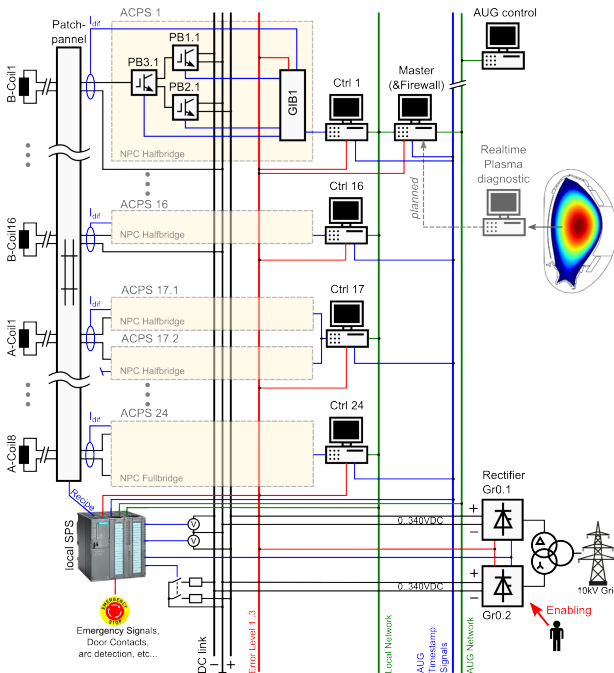 Patch-
pannel
I_dif
ACPS 1
AUG control
PB1.1
PB3.1
PB2.1
GIB1
Ctrl 1
Master
(&Firewall)
B-Coil1
NPC Halfbridge
Realtime
Plasma
diagnostic
planned
ACPS 16
I_dif
NPC Halfbridge
Ctrl 16
B-Coil16
ACPS 17.1
I_dif
NPC Halfbridge
Ctrl 17
A-Coil1
ACPS 17.2
NPC Halfbridge
ACPS 24
I_dif
NPC Fullbridge
Ctrl 24
A-Coil8
Recipe
local SPS
V
V
Rectifier
Gr0.1
+
0..340VDC
−
+
0..340VDC
−
Gr0.2
10kV Gri
Enabling
EMERGENCY
STOP
Emergency Signals,
Door Contacts,
arc detection, etc...
DC link
−
+
Error Level 1..3
Local Network
AUG
Timestamp
Signals
AUG Network